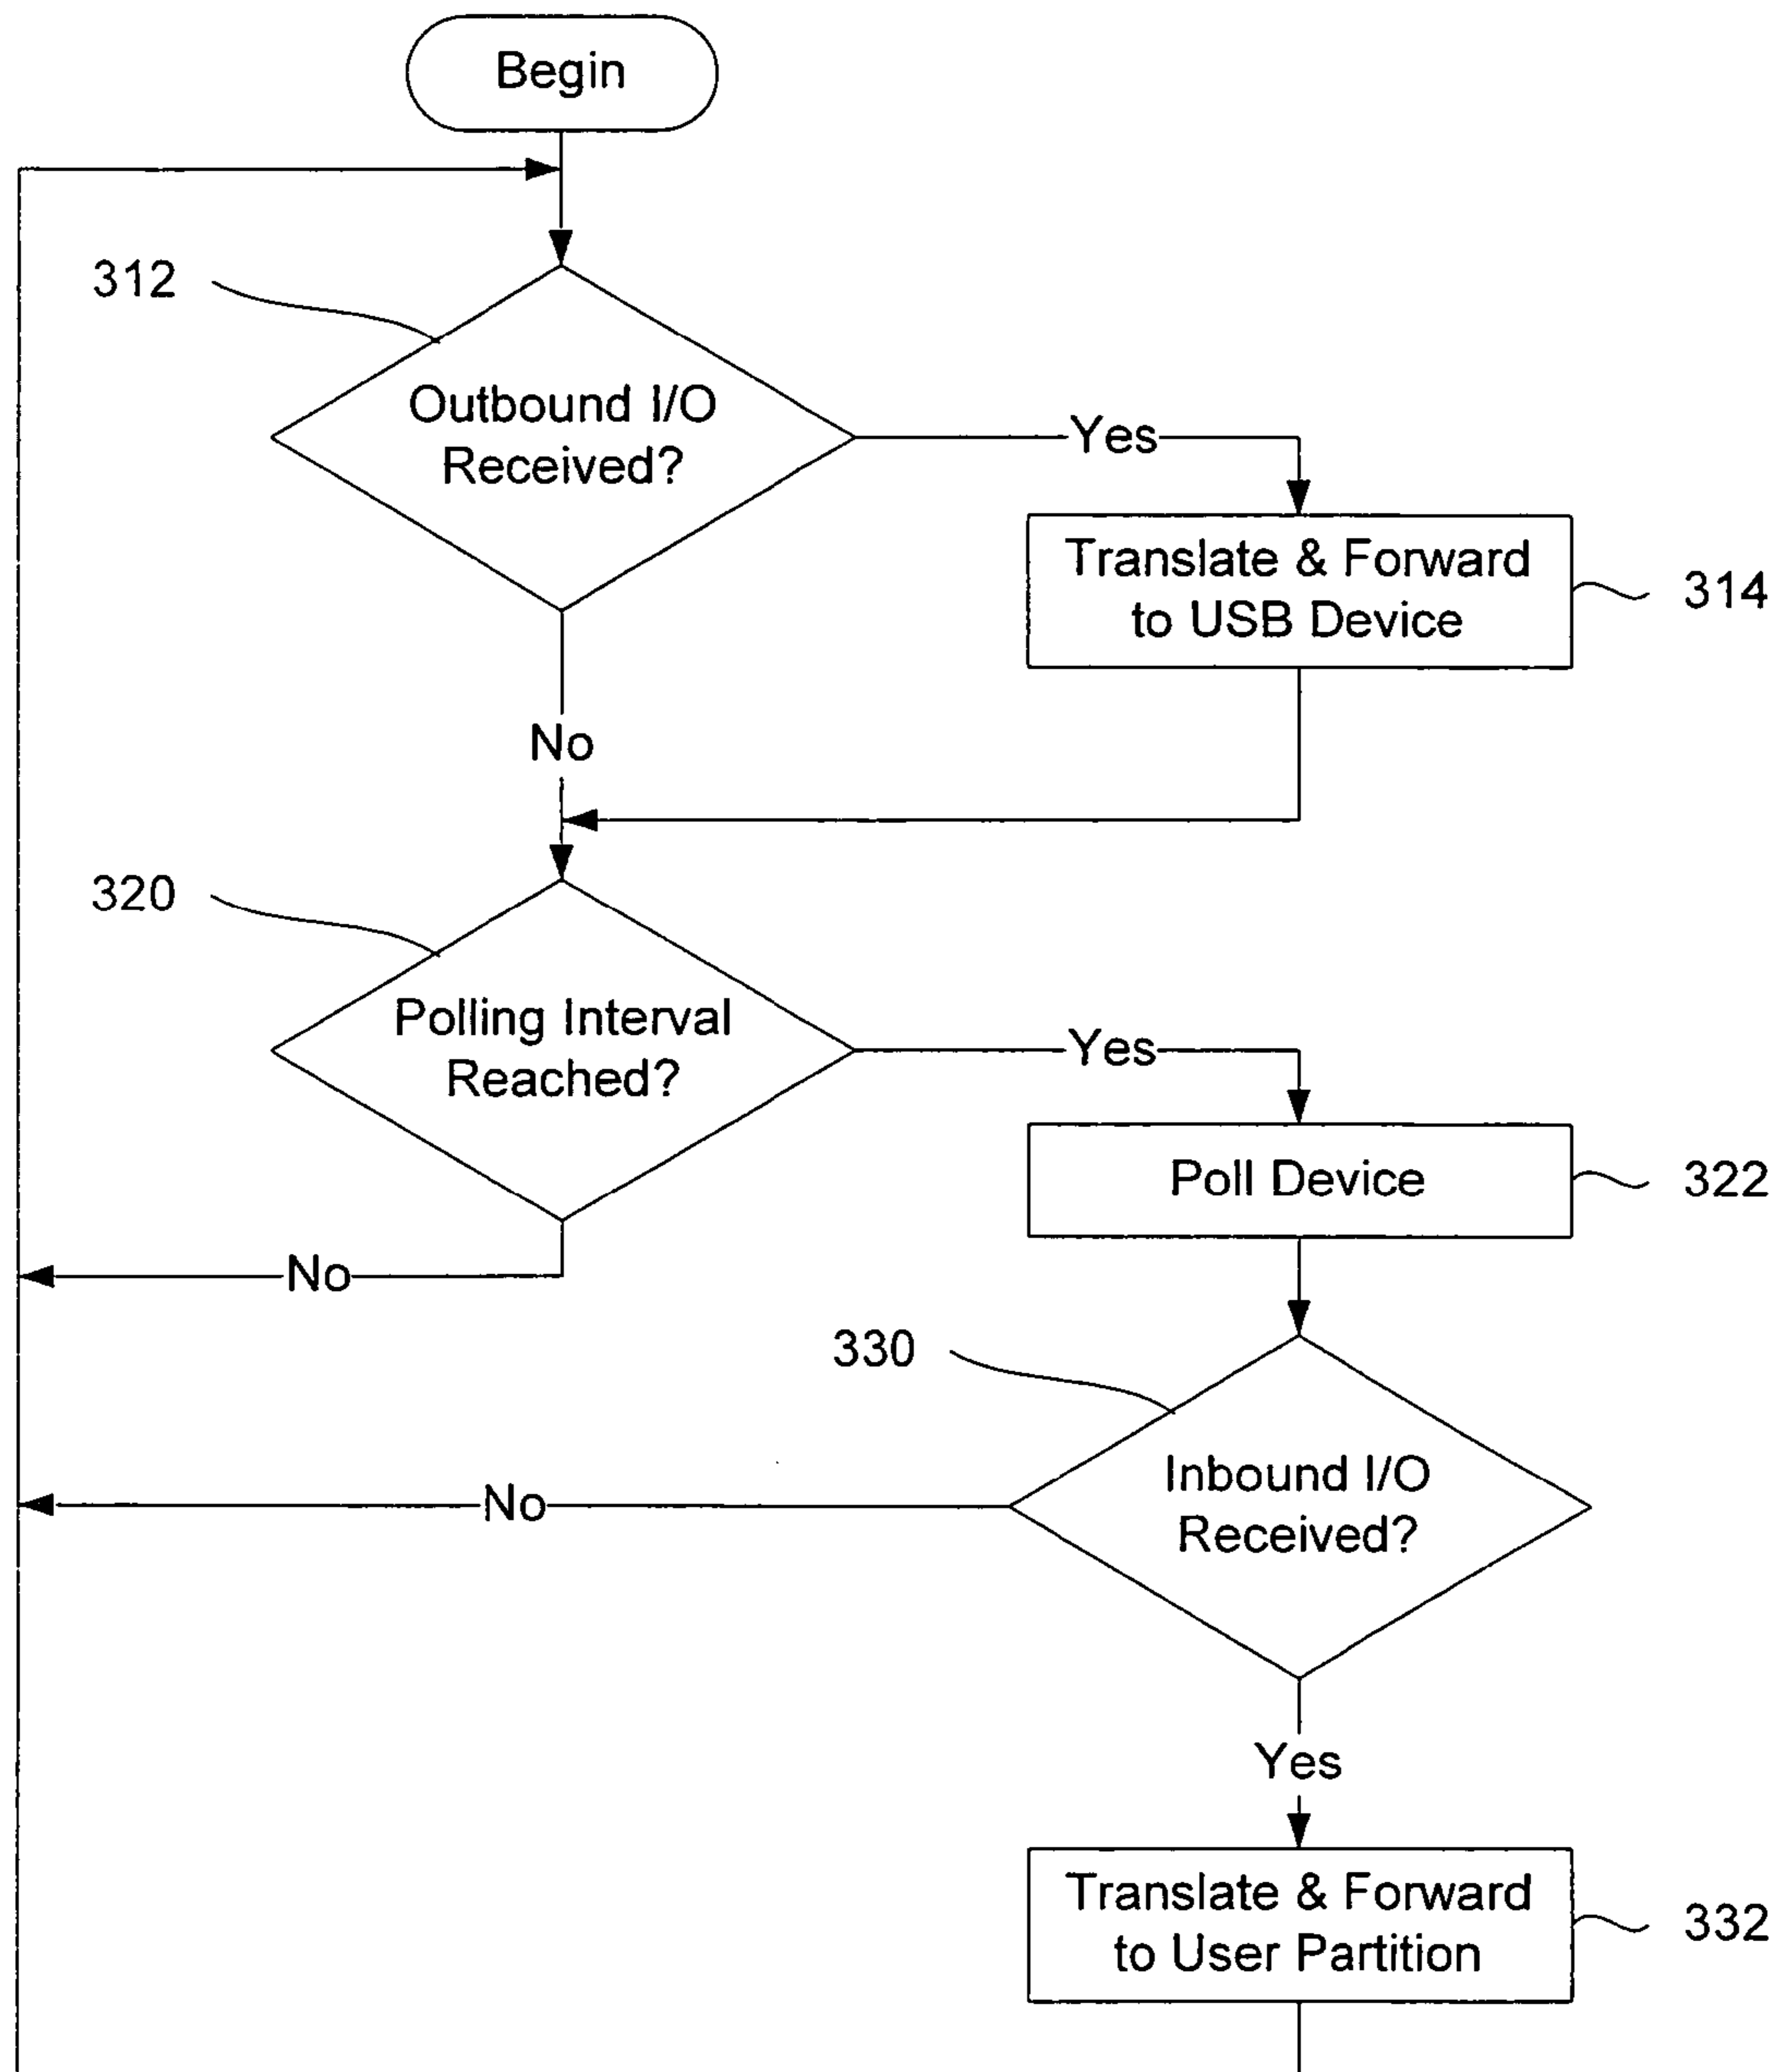 Begin
312
Outbound I/O
Received?
Yes
Translate & Forward
to USB Device
314
No
320
Polling Interval
Reached?
Yes
Poll Device
322
No
330
Inbound I/O
Received?
No
Yes
Translate & Forward
to User Partition
332